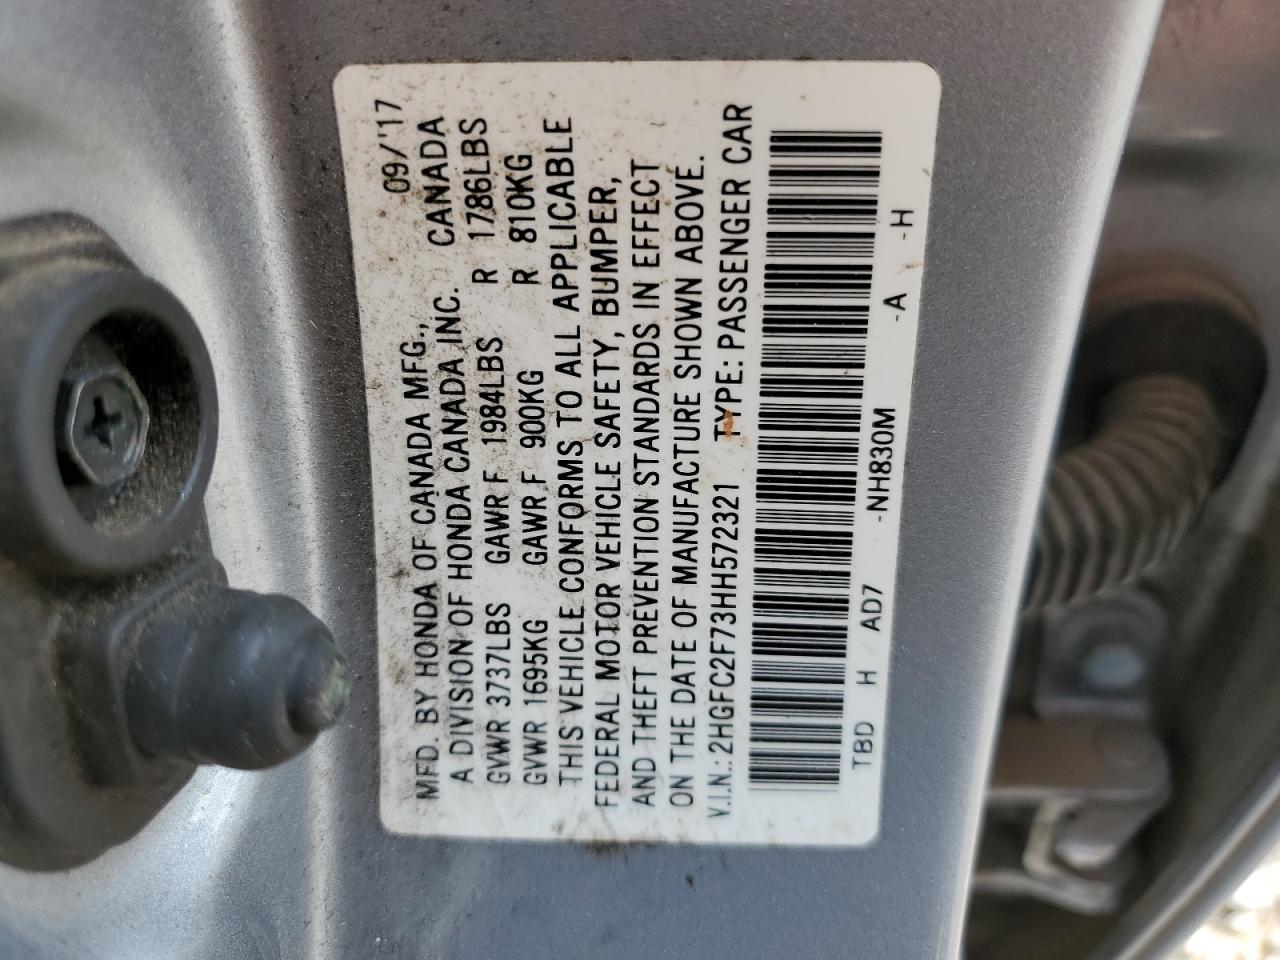 09/'17
MFD. BY HONDA OF CANADA MFG., CANADA
A DIVISION OF HONDA CANADA INC.
GVWR 3737LBS GAWR F 1984LBS R 1786LBS
GVWR 1695KG GAWR F 900KG R 810KG
THIS VEHICLE CONFORMS TO ALL APPLICABLE
FEDERAL MOTOR VEHICLE SAFETY, BUMPER,
AND THEFT PREVENTION STANDARDS IN EFFECT
ON THE DATE OF MANUFACTURE SHOWN ABOVE.
V.I.N.: 2HGFC2F73HH572321 TYPE: PASSENGER CAR
TBD H AD7 -NH830M -A -H